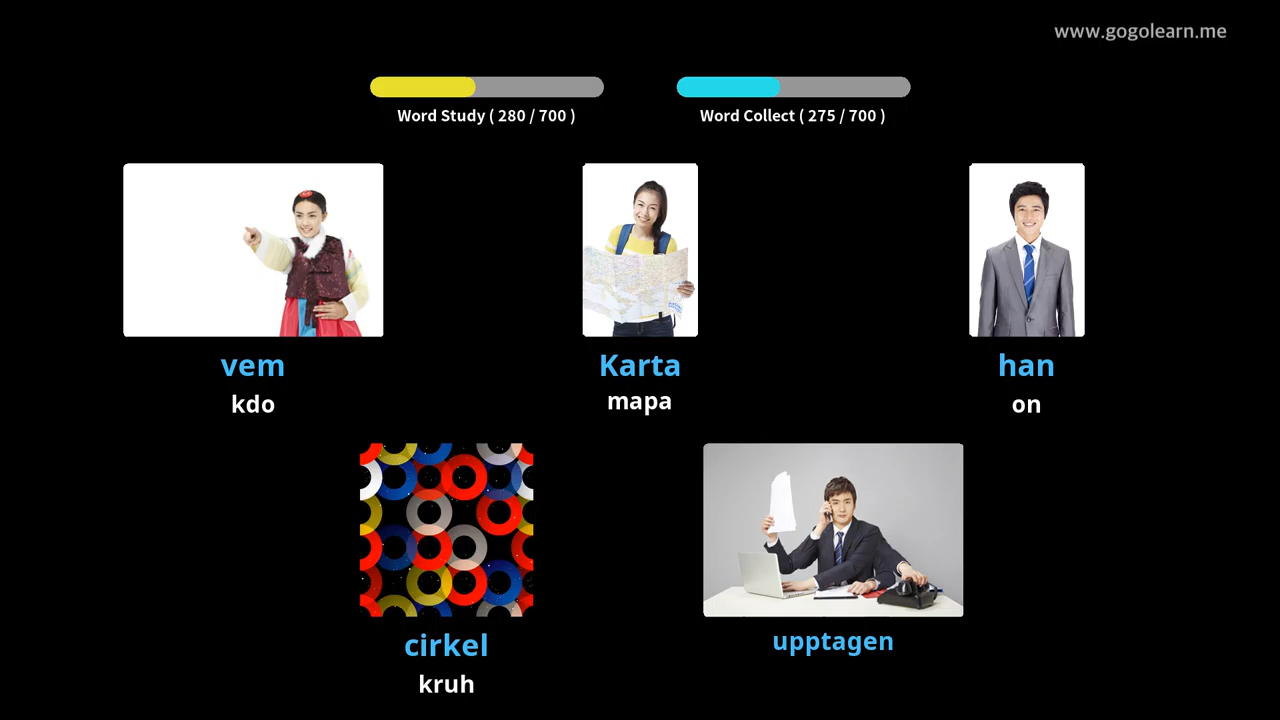 www.gogolearn.me
Word Study ( 280 / 700 )
Word Collect ( 275 / 700 )
vem
kdo
Karta
mapa
han
on
cirkel
kruh
upptagen